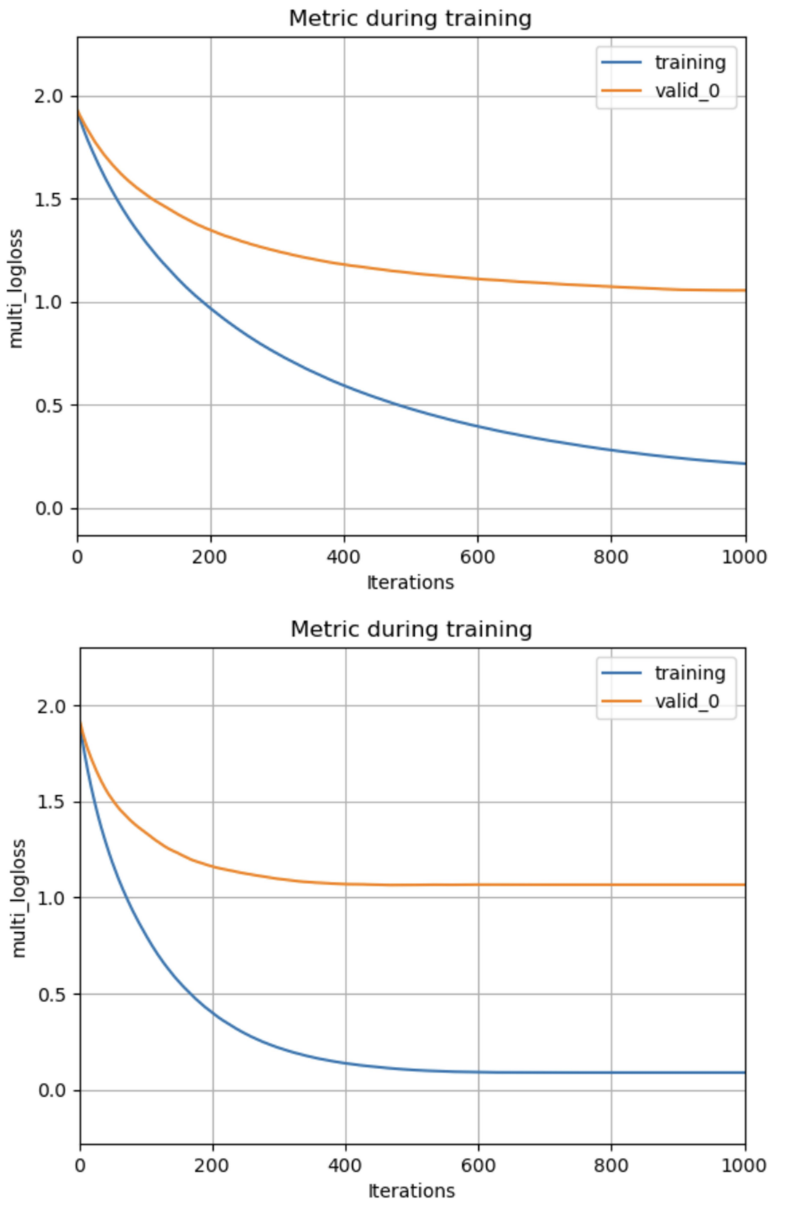 Metric during training
training
valid_0
2.0
1.5
1.0
0.5
0.0
multi_logloss
0 200 400 600 800 1000
Iterations
Metric during training
training
valid_0
2.0
1.5
1.0
0.5
0.0
multi_logloss
0 200 400 600 800 1000
Iterations